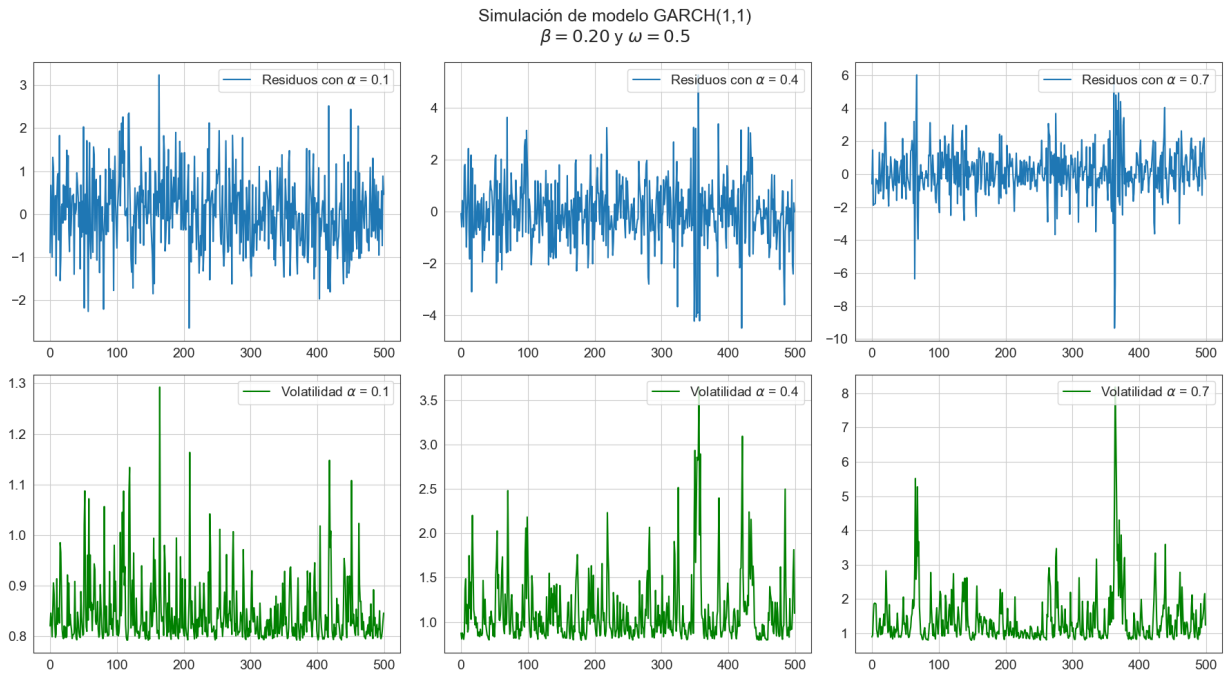 Simulación de modelo GARCH(1,1)
β = 0.20 y ω = 0.5
Residuos con α = 0.1
3
2
1
0
−1
−2
0 100 200 300 400 500
Residuos con α = 0.4
4
2
0
−2
−4
0 100 200 300 400 500
Residuos con α = 0.7
6
4
2
0
−2
−4
−6
−8
−10
0 100 200 300 400 500
Volatilidad α = 0.1
1.3
1.2
1.1
1.0
0.9
0.8
0 100 200 300 400 500
Volatilidad α = 0.4
3.5
3.0
2.5
2.0
1.5
1.0
0 100 200 300 400 500
Volatilidad α = 0.7
8
7
6
5
4
3
2
1
0 100 200 300 400 500